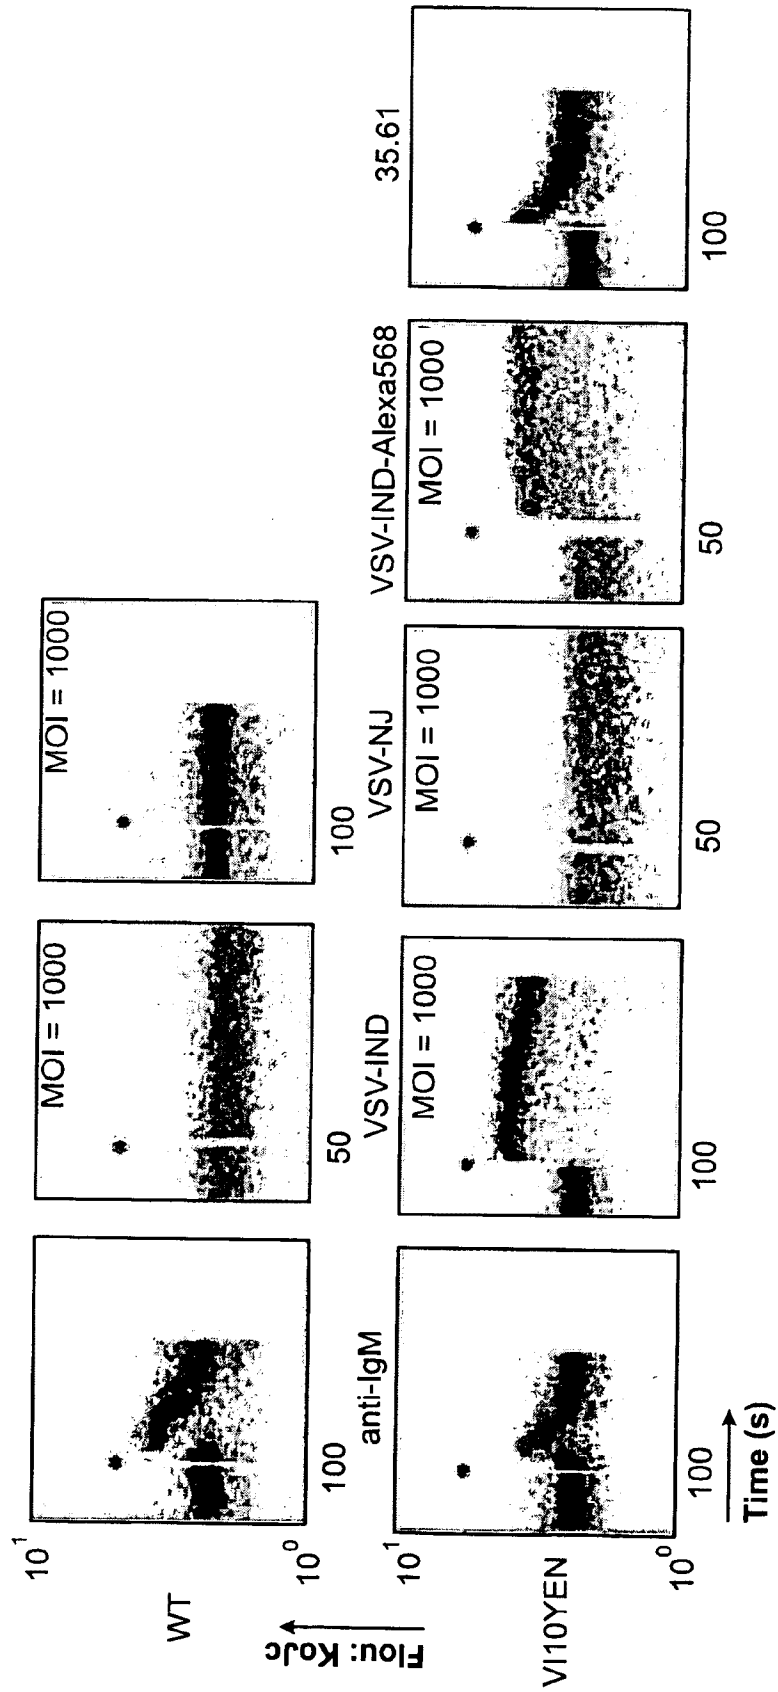 WT
10¹
10⁰
100
MOI = 1000
50
MOI = 1000
100
anti-IgM
VSV-IND
VSV-NJ
VSV-IND-Alexa568
35.61
Flou: KoJc
VI10YEN
10¹
10⁰
100
MOI = 1000
100
MOI = 1000
50
MOI = 1000
50
100
Time (s)